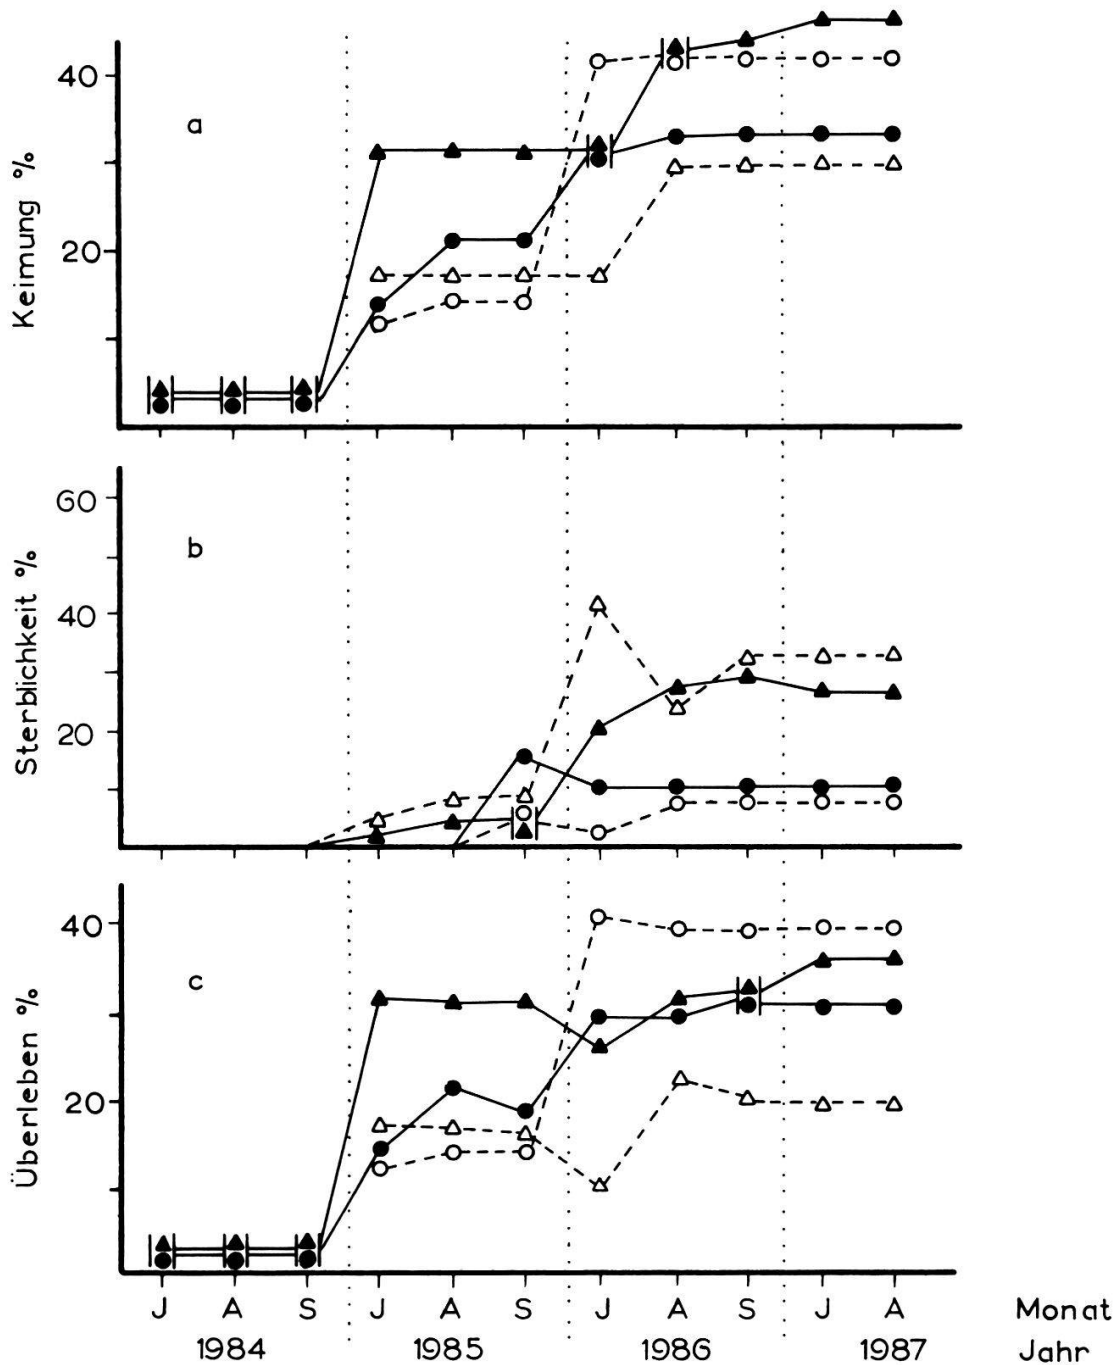 40
a
20
Keimung %
60
b
40
20
Sterblichkeit %
40
c
20
Überleben %
J A S J A S J A S J A Monat
1984 1985 1986 1987 Jahr